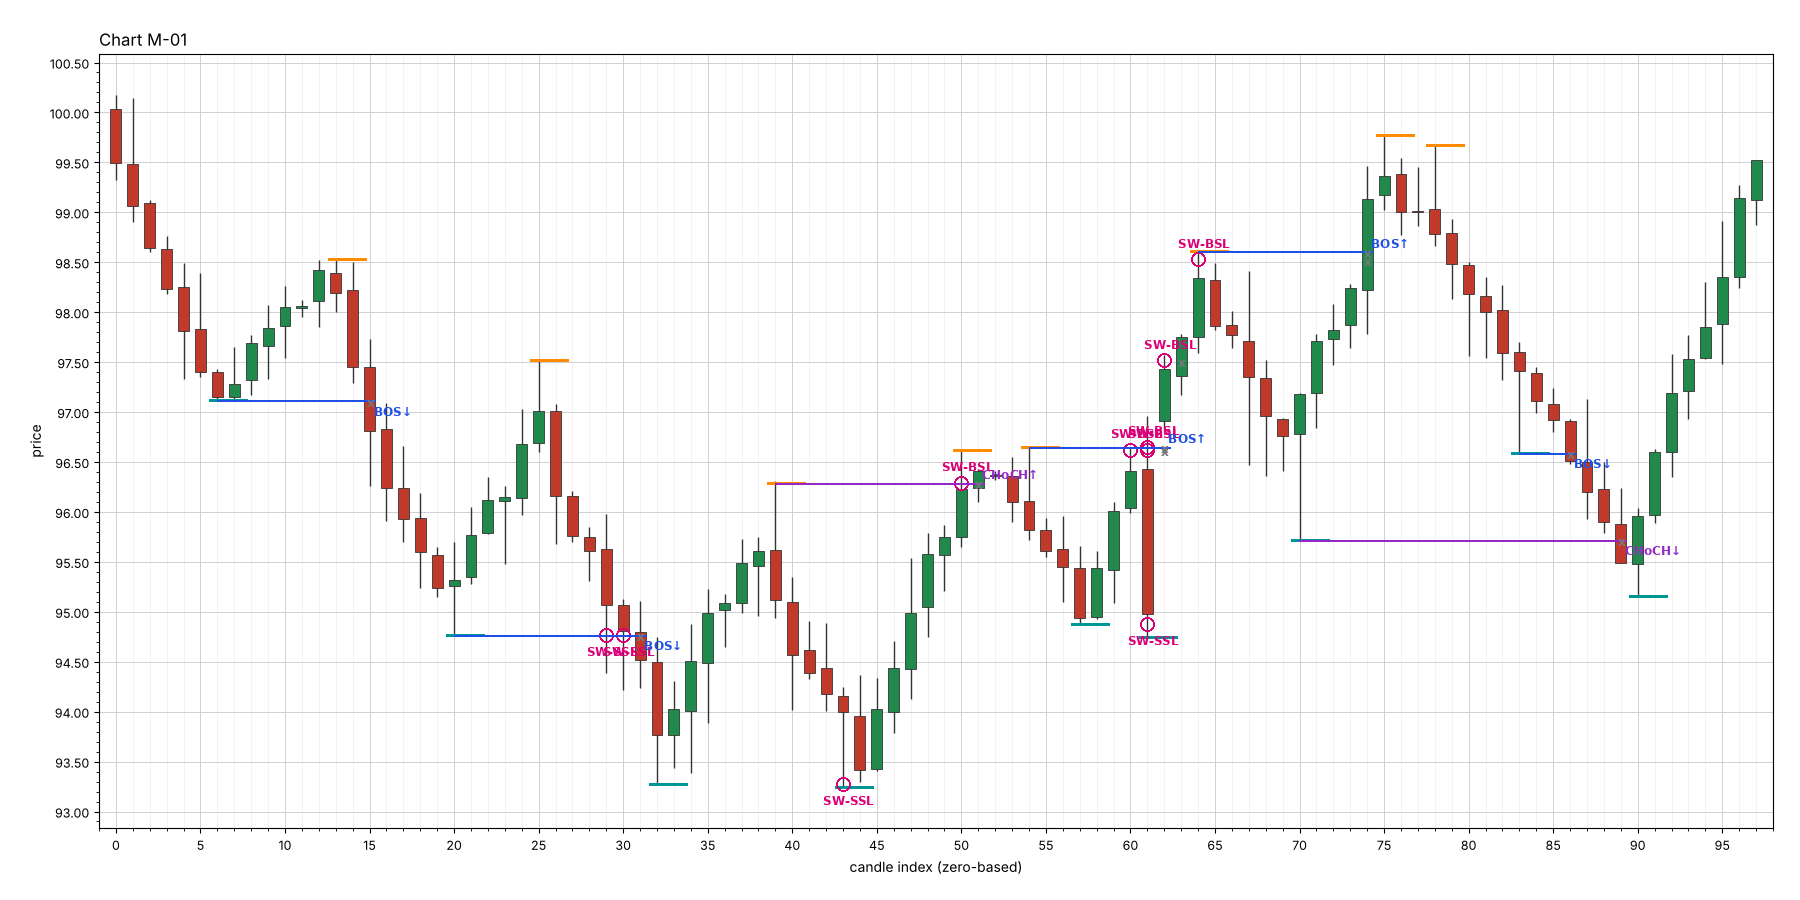 Chart M-01
100.50
100.00
99.50
99.00
98.50
98.00
97.50
97.00
96.50
96.00
95.50
95.00
94.50
94.00
93.50
93.00
price
SW-BSL
BOS↑
SW-BSL
BOS↓
SW-BSL
BOS↑
SW-BSL
CHoCH↑
BOS↓
CHoCH↓
BOS↓
SW-SSL
SW-SSL
SW-SSL
0 5 10 15 20 25 30 35 40 45 50 55 60 65 70 75 80 85 90 95
candle index (zero-based)